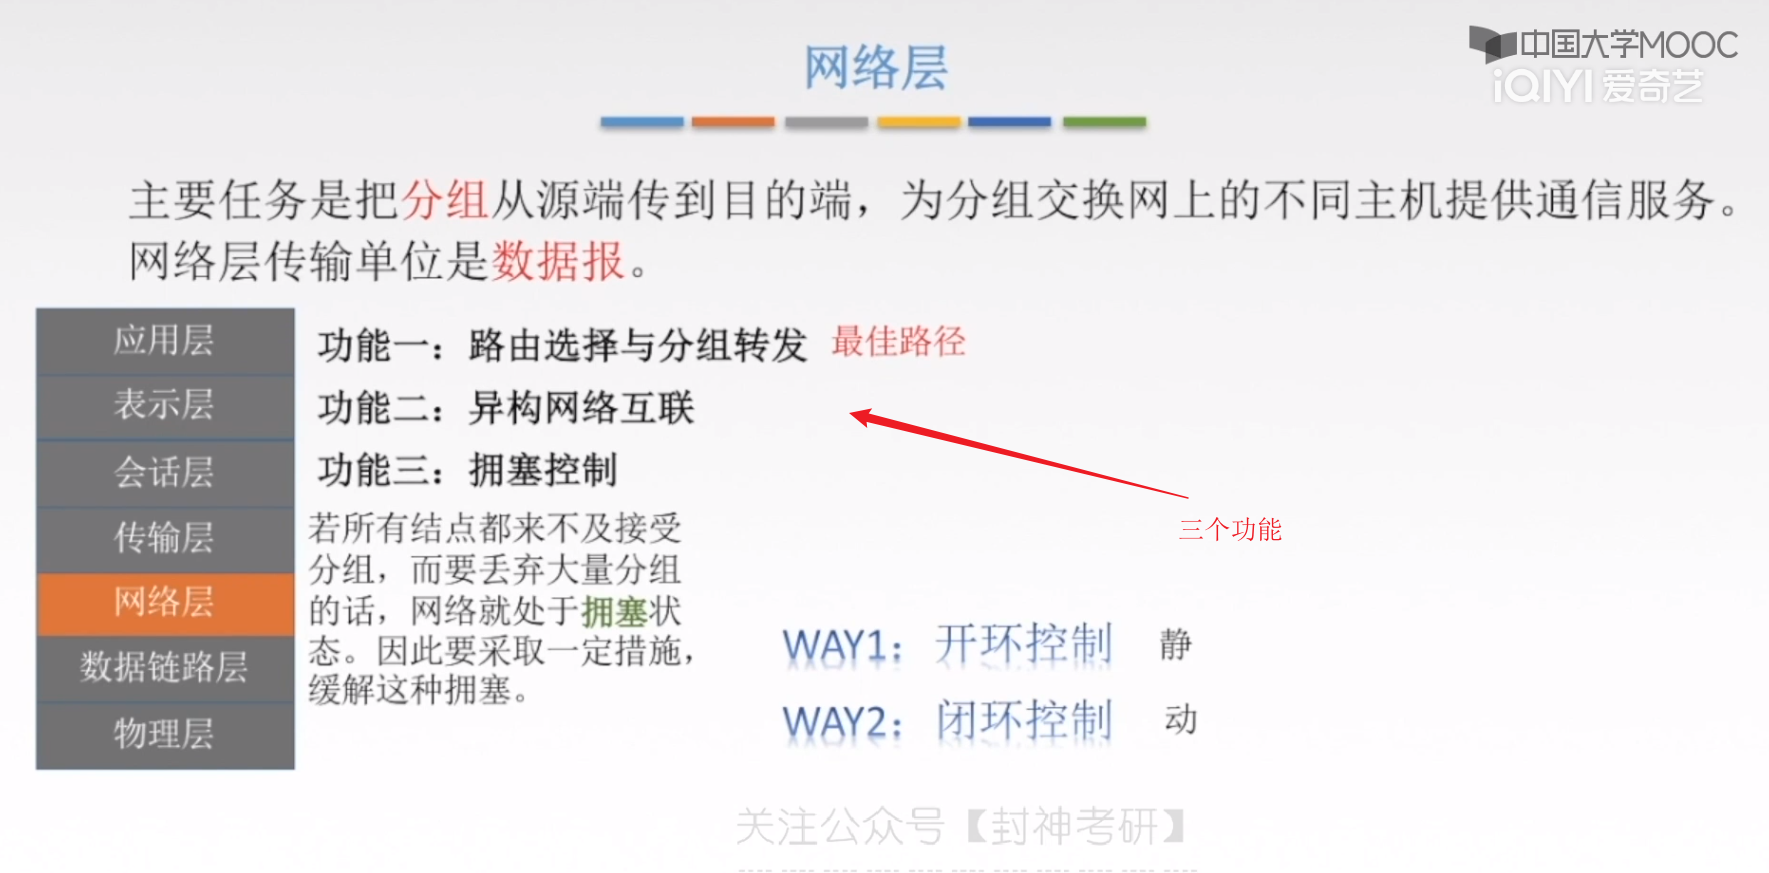 网络层
中国大学MOOC
iQIYI 爱奇艺
主要任务是把分组从源端传到目的端，为分组交换网上的不同主机提供通信服务。
网络层传输单位是数据报。
应用层
表示层
会话层
传输层
网络层
数据链路层
物理层
功能一：路由选择与分组转发 最佳路径
功能二：异构网络互联
功能三：拥塞控制
若所有结点都来不及接受
分组，而要丢弃大量分组
的话，网络就处于拥塞状
态。因此要采取一定措施，
缓解这种拥塞。
三个功能
WAY1：开环控制 静
WAY2：闭环控制 动
关注公众号【封神考研】